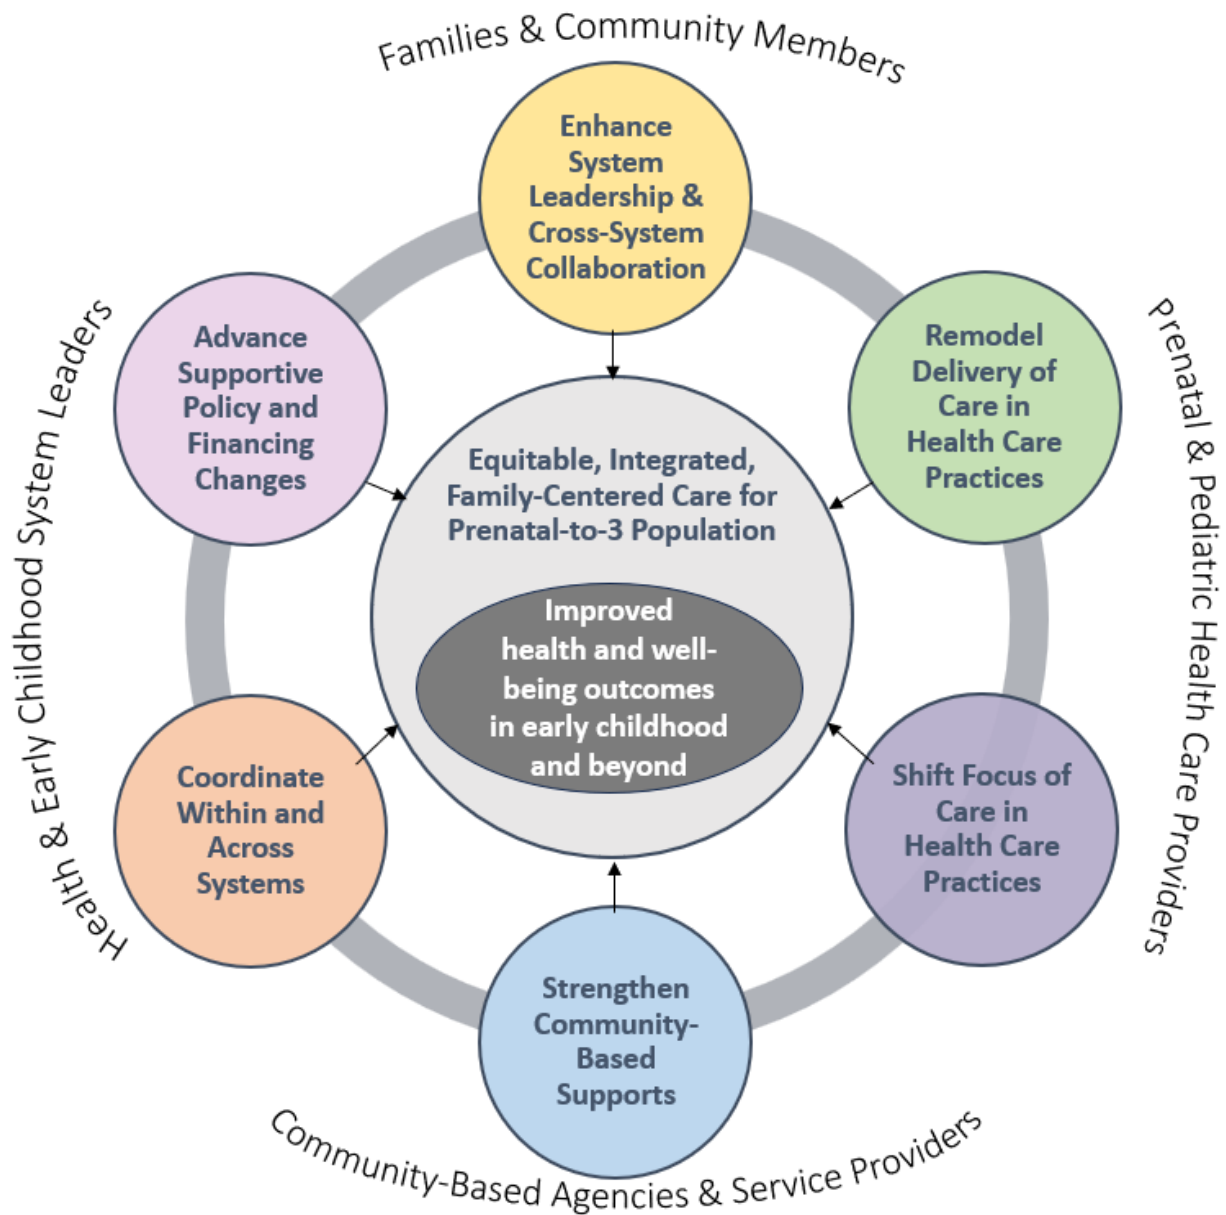 Families & Community Members
Enhance
System
Leadership &
Cross-System
Collaboration
Advance
Supportive
Policy and
Financing
Changes
Remodel
Delivery of
Care in
Health Care
Practices
Health & Early Childhood System Leaders
Prenatal & Pediatric Health Care Providers
Equitable, Integrated,
Family-Centered Care for
Prenatal-to-3 Population
Improved
health and well-
being outcomes
in early childhood
and beyond
Coordinate
Within and
Across
Systems
Shift Focus of
Care in
Health Care
Practices
Strengthen
Community-
Based
Supports
Community-Based Agencies & Service Providers